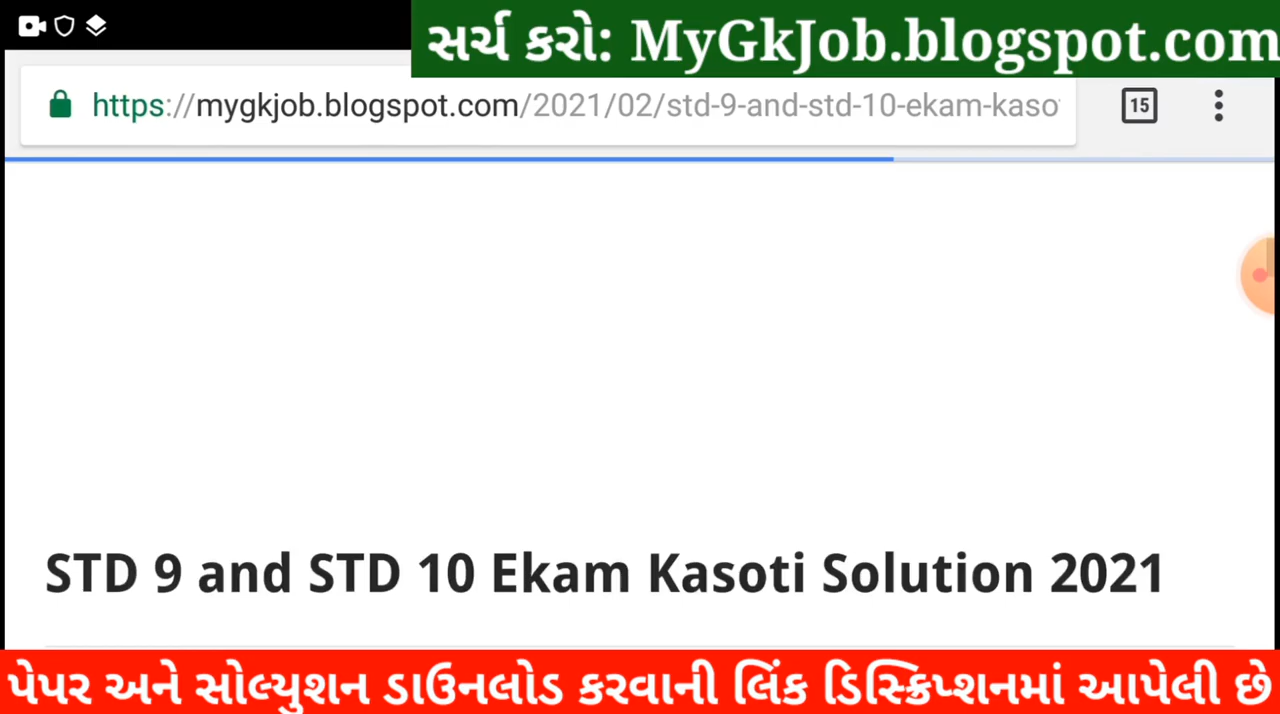 સર્ચ કરો: MyGkJob.blogspot.com
https://mygkjob.blogspot.com/2021/02/std-9-and-std-10-ekam-kaso
15
STD 9 and STD 10 Ekam Kasoti Solution 2021
પેપર અને સોલ્યુશન ડાઉનલોડ કરવાની લિંક ડિસ્ક્રિપ્શનમાં આપેલી છે